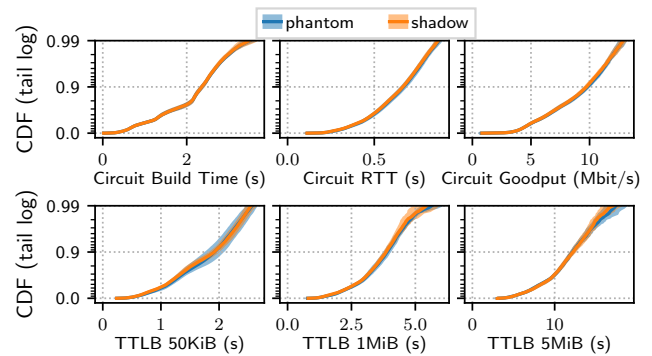 phantom shadow
CDF (tail log)
0.99
0.9
0.0
0 2
Circuit Build Time (s)
0.0 0.5
Circuit RTT (s)
0 5 10
Circuit Goodput (Mbit/s)
CDF (tail log)
0.99
0.9
0.0
0 1 2
TTLB 50KiB (s)
0.0 2.5 5.0
TTLB 1MiB (s)
10
TTLB 5MiB (s)